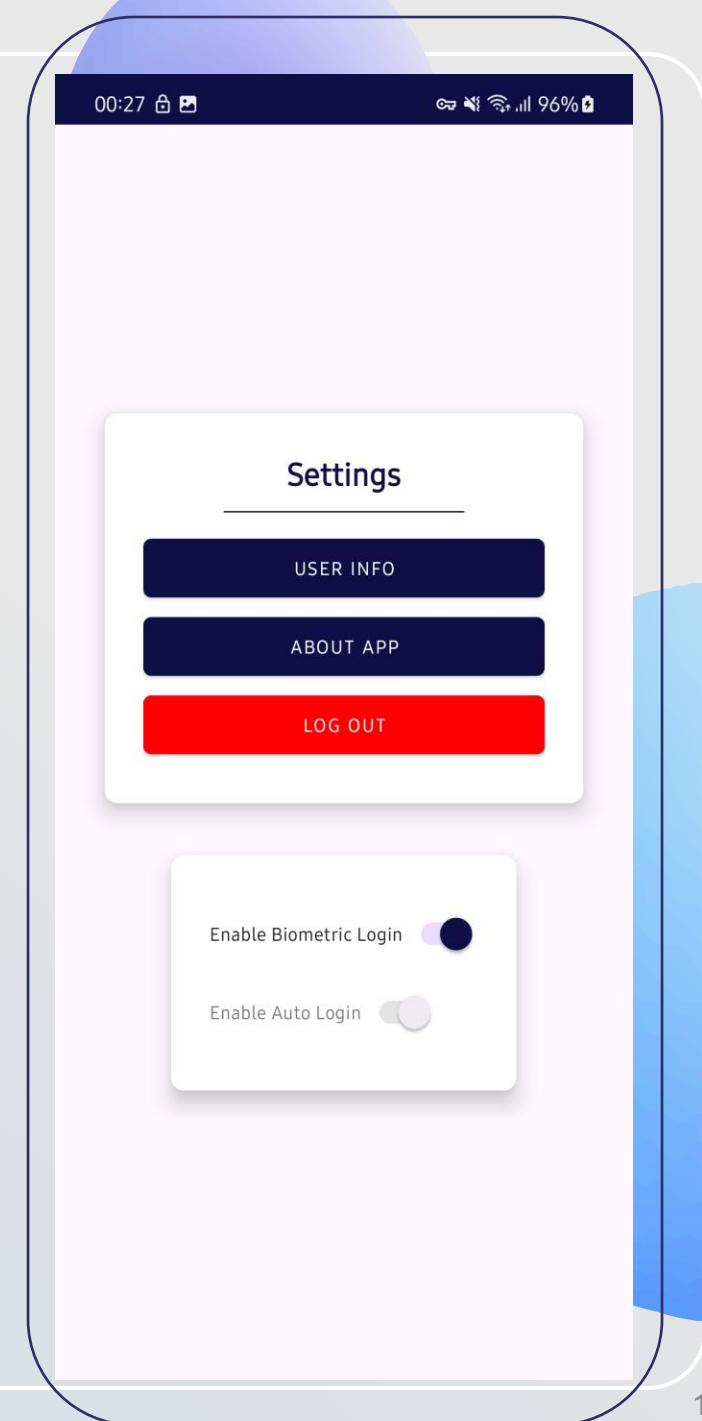 00:27 96%
Settings
USER INFO
ABOUT APP
LOG OUT
Enable Biometric Login
Enable Auto Login